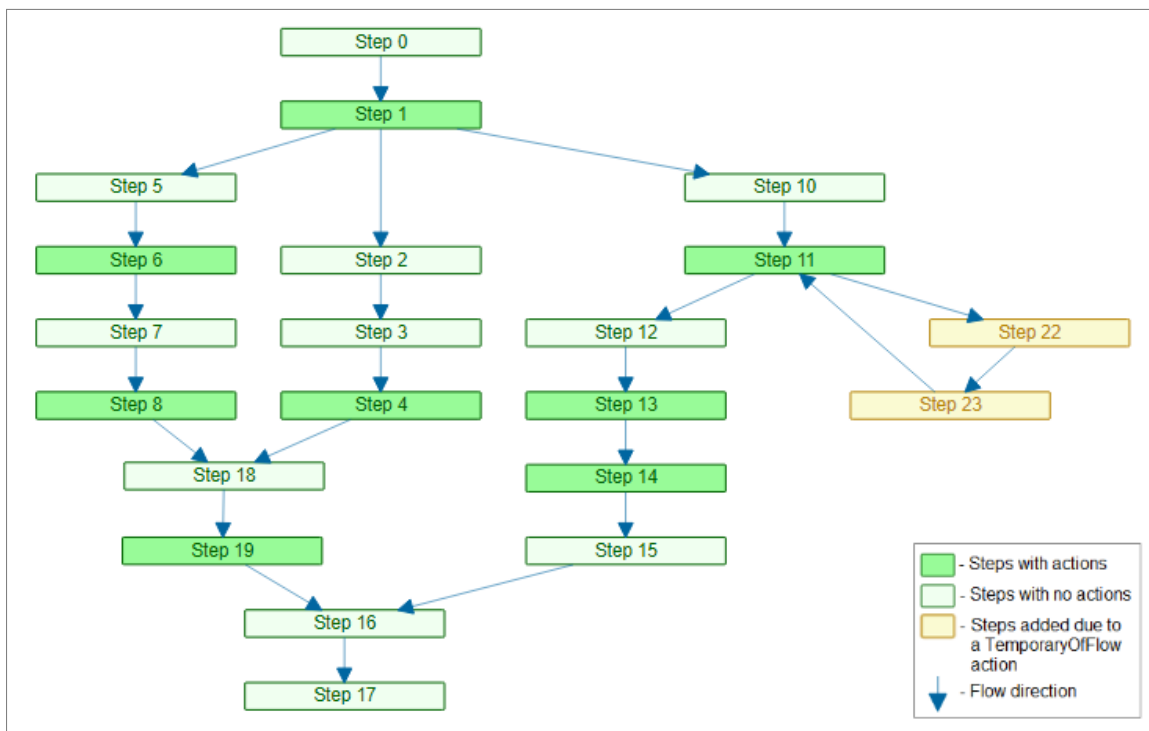 Step 0
Step 1
Step 5
Step 10
Step 6
Step 2
Step 11
Step 7
Step 3
Step 12
Step 22
Step 8
Step 4
Step 13
Step 23
Step 18
Step 14
Step 19
Step 15
Step 16
Step 17
- Steps with actions
- Steps with no actions
- Steps added due to
a TemporaryOfFlow
action
- Flow direction